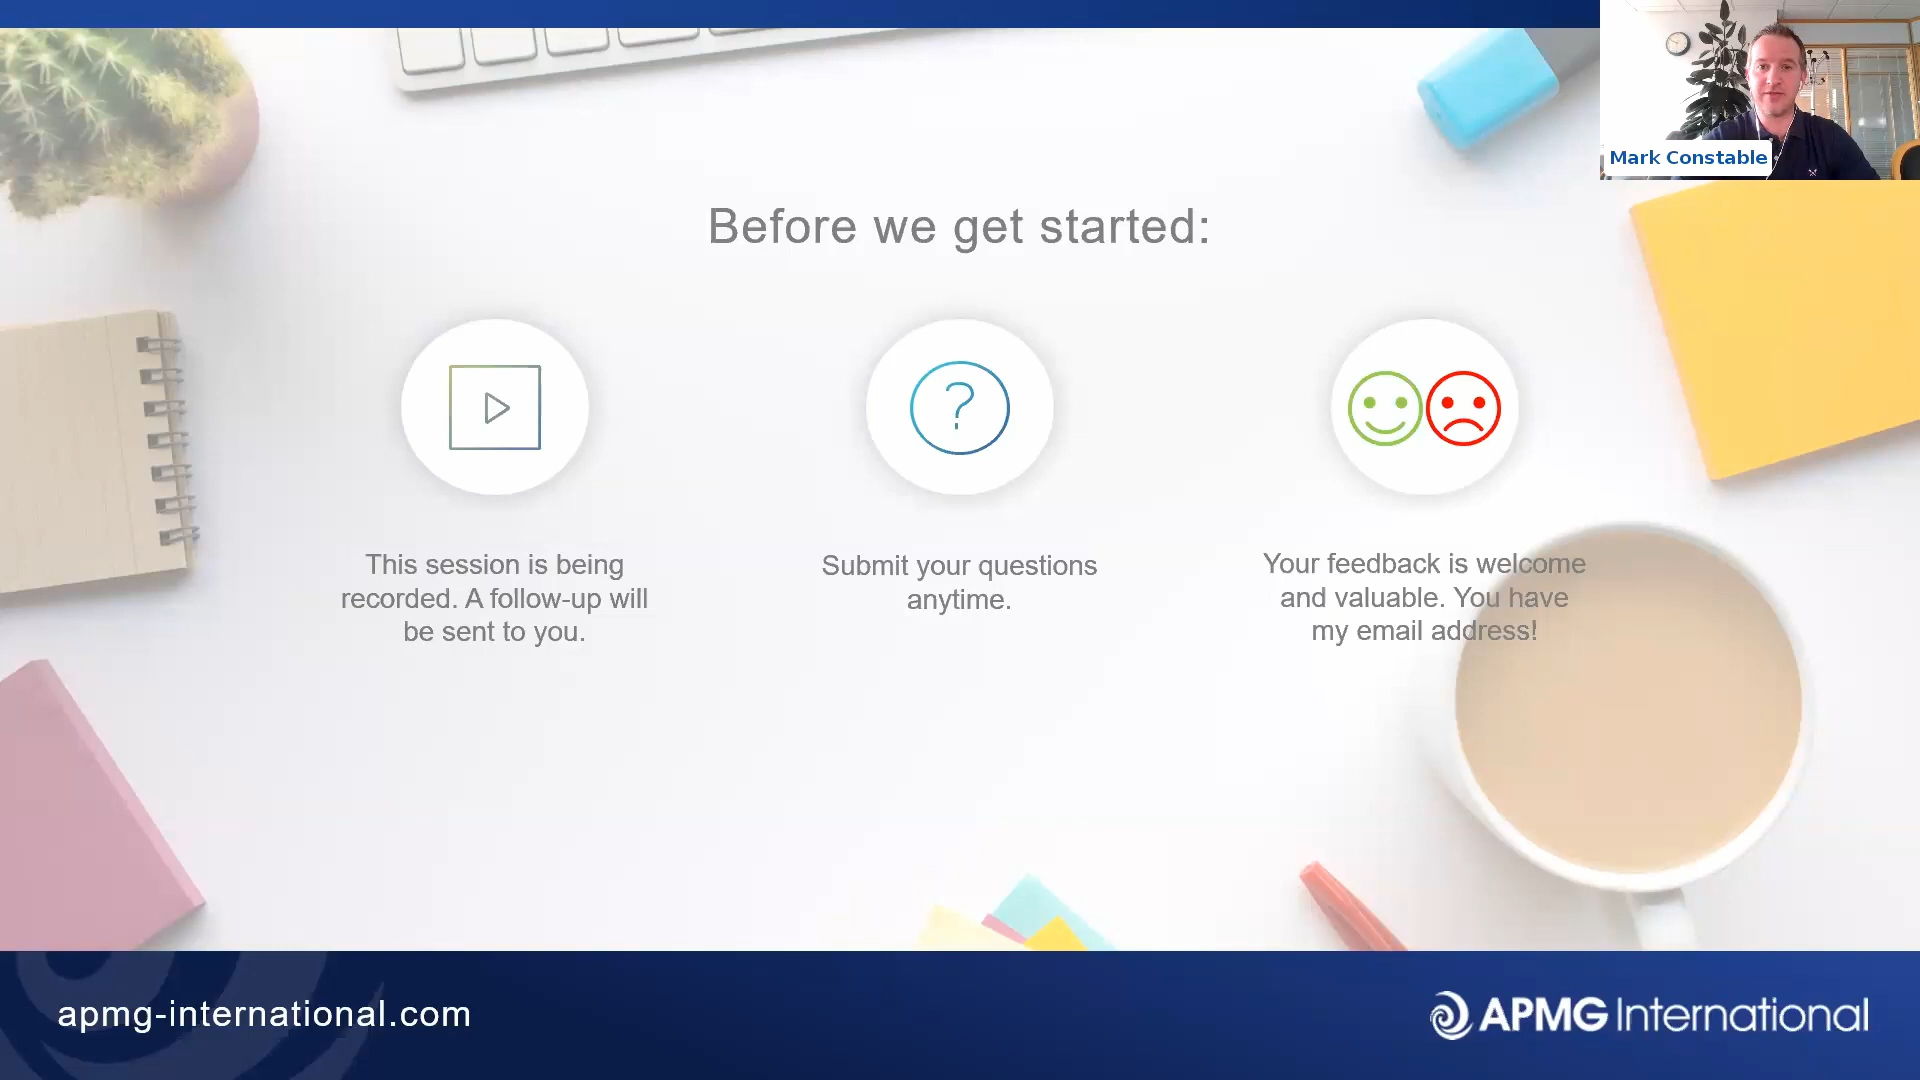 Mark Constable
Before we get started:
This session is being
recorded. A follow-up will
be sent to you.
Submit your questions
anytime.
Your feedback is welcome
and valuable. You have
my email address!
apmg-international.com
APMG International